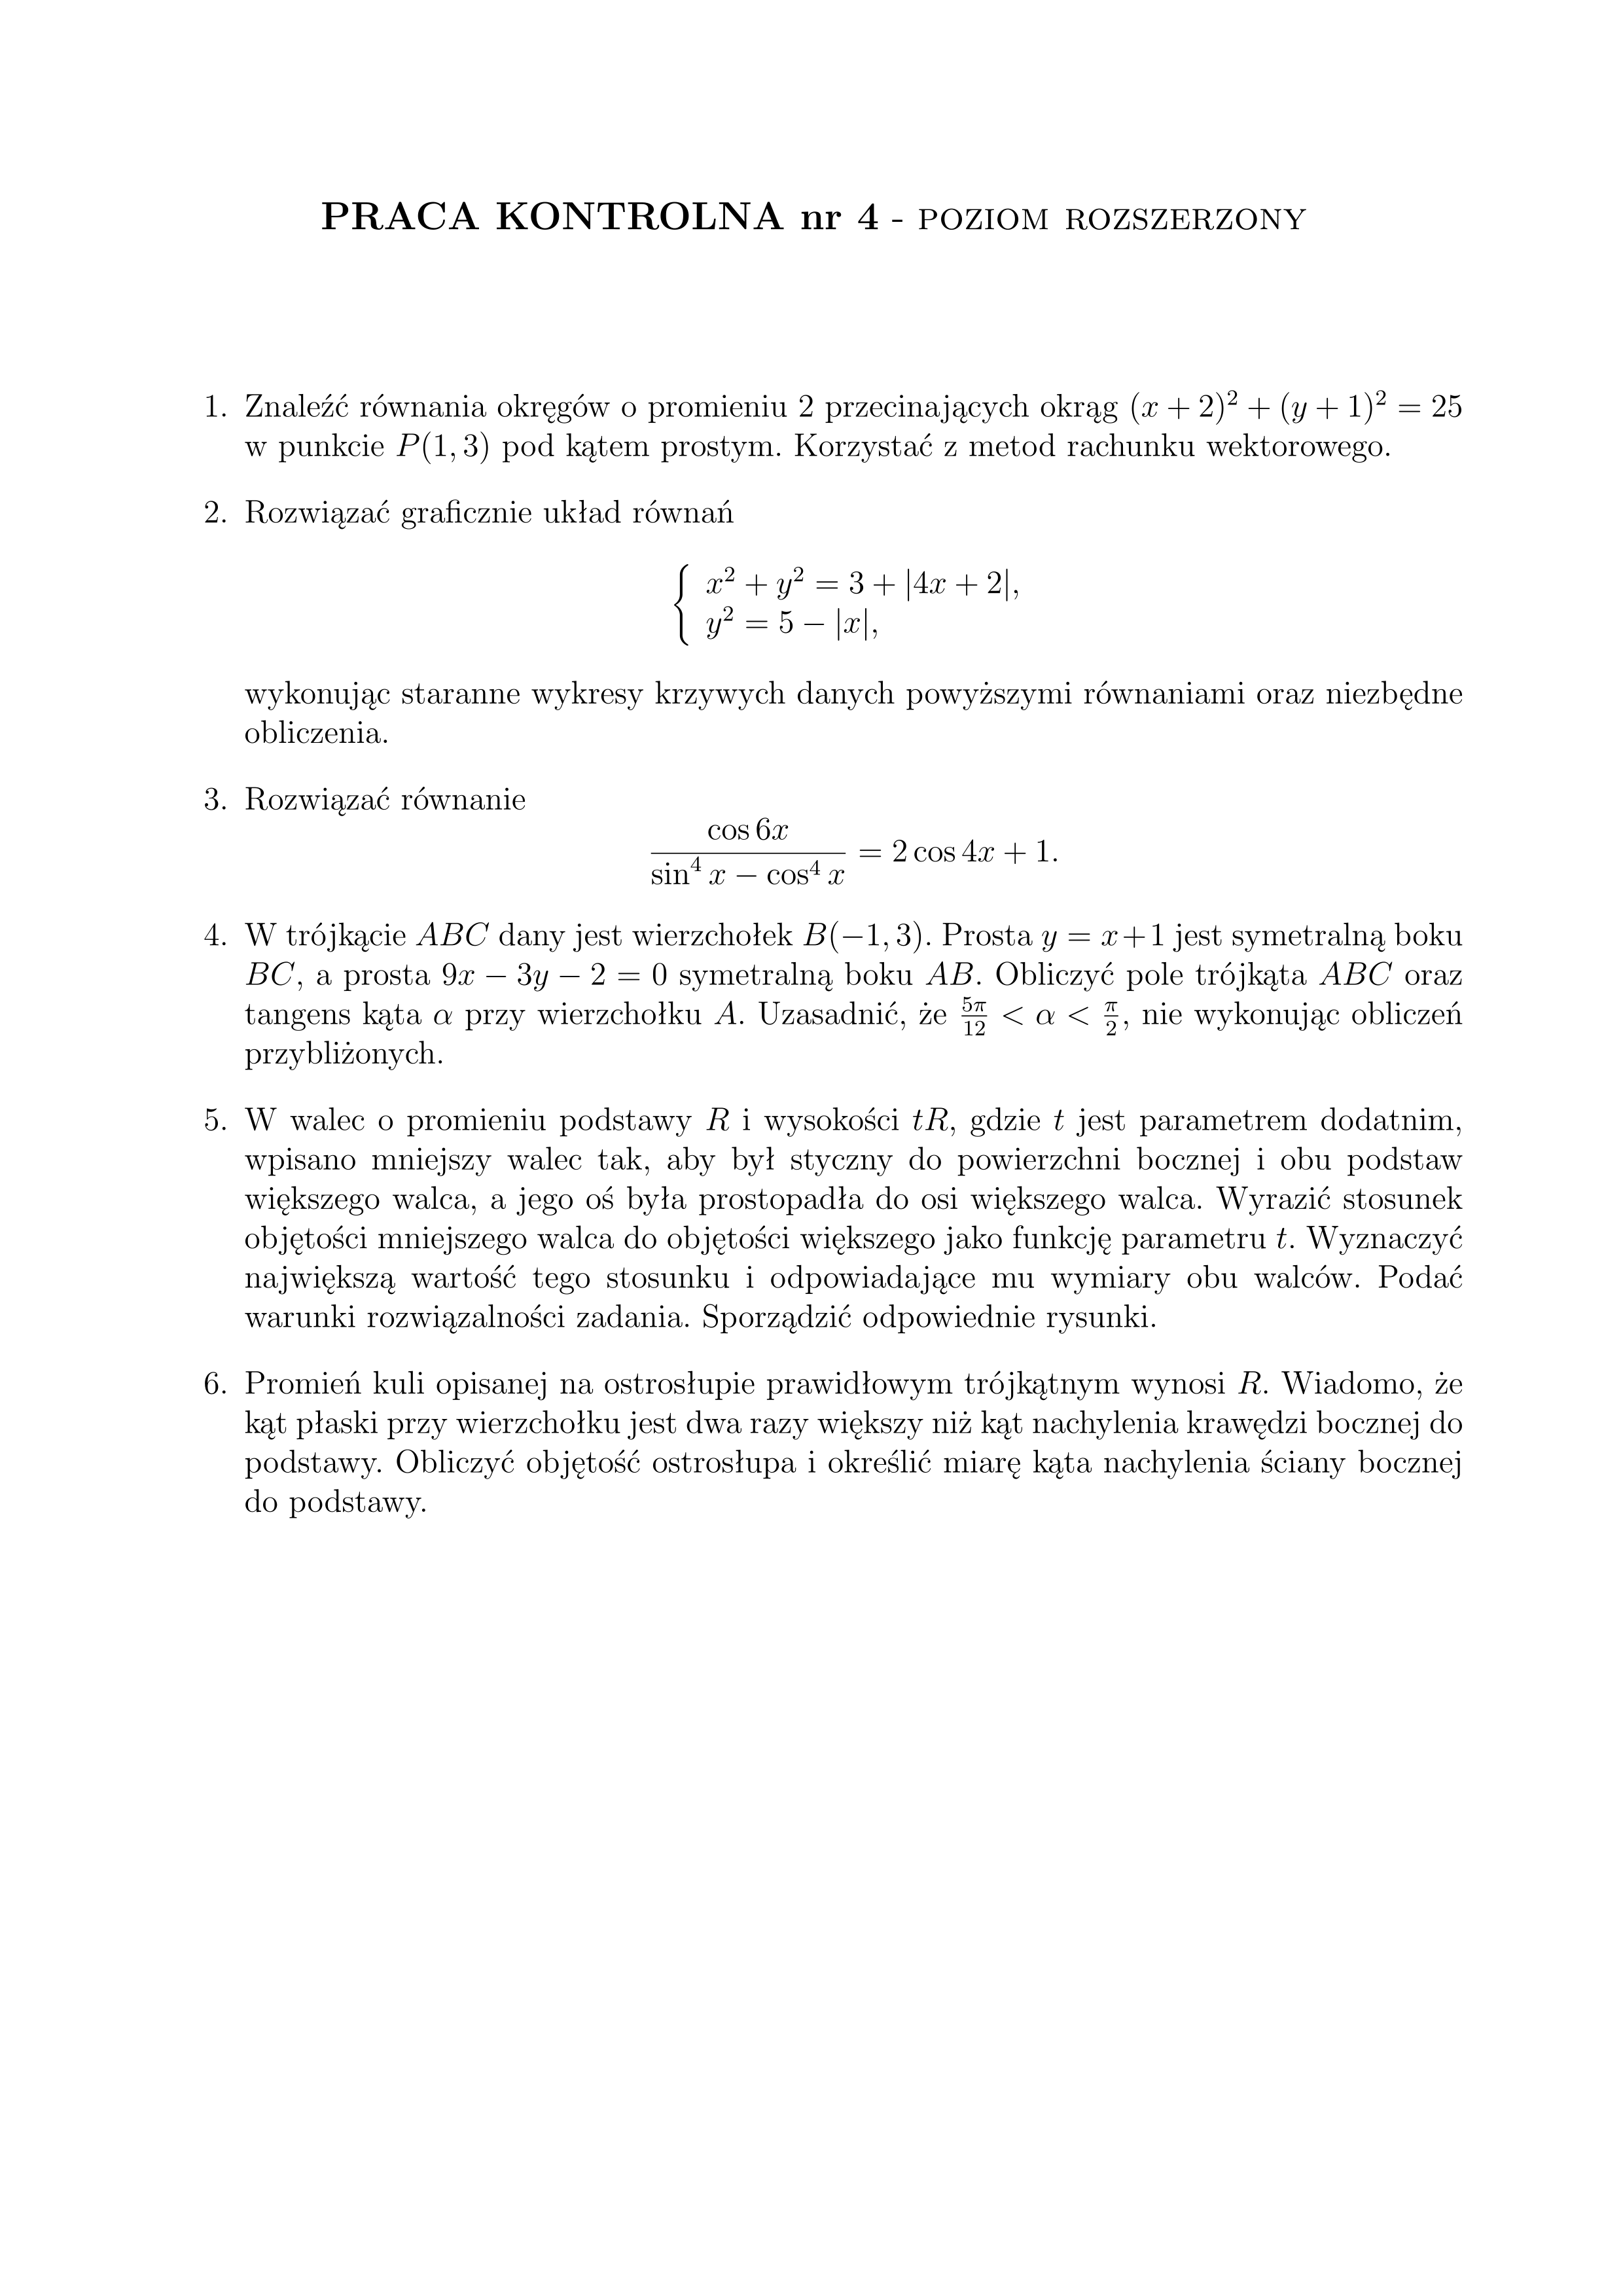 PRACA KONTROLNA nr 4 - POZIOM ROZSZERZONY
1. Znaleźć równania okręgów o promieniu 2 przecinających okrąg $(x + 2)^2 + (y + 1)^2 = 25$
w punkcie $P(1, 3)$ pod kątem prostym. Korzystać z metod rachunku wektorowego.
2. Rozwiązać graficznie układ równań
$$\left\{ \begin{array}{l} x^2 + y^2 = 3 + |4x + 2|, \\ y^2 = 5 - |x|, \end{array} \right.$$
wykonując staranne wykresy krzywych danych powyższymi równaniami oraz niezbędne
obliczenia.
3. Rozwiązać równanie
$$\frac{\cos 6x}{\sin^4 x - \cos^4 x} = 2 \cos 4x + 1.$$
4. W trójkącie $ABC$ dany jest wierzchołek $B(-1, 3)$. Prosta $y = x + 1$ jest symetralną boku
$BC$, a prosta $9x - 3y - 2 = 0$ symetralną boku $AB$. Obliczyć pole trójkąta $ABC$ oraz
tangens kąta $\alpha$ przy wierzchołku $A$. Uzasadnić, że $\frac{5\pi}{12} < \alpha < \frac{\pi}{2}$, nie wykonując obliczeń
przybliżonych.
5. W walec o promieniu podstawy $R$ i wysokości $tR$, gdzie $t$ jest parametrem dodatnim,
wpisano mniejszy walec tak, aby był styczny do powierzchni bocznej i obu podstaw
większego walca, a jego oś była prostopadła do osi większego walca. Wyrazić stosunek
objętości mniejszego walca do objętości większego jako funkcję parametru $t$. Wyznaczyć
największą wartość tego stosunku i odpowiadające mu wymiary obu walców. Podać
warunki rozwiązalności zadania. Sporządzić odpowiednie rysunki.
6. Promień kuli opisanej na ostrosłupie prawidłowym trójkątnym wynosi $R$. Wiadomo, że
kąt płaski przy wierzchołku jest dwa razy większy niż kąt nachylenia krawędzi bocznej do
podstawy. Obliczyć objętość ostrosłupa i określić miarę kąta nachylenia ściany bocznej
do podstawy.